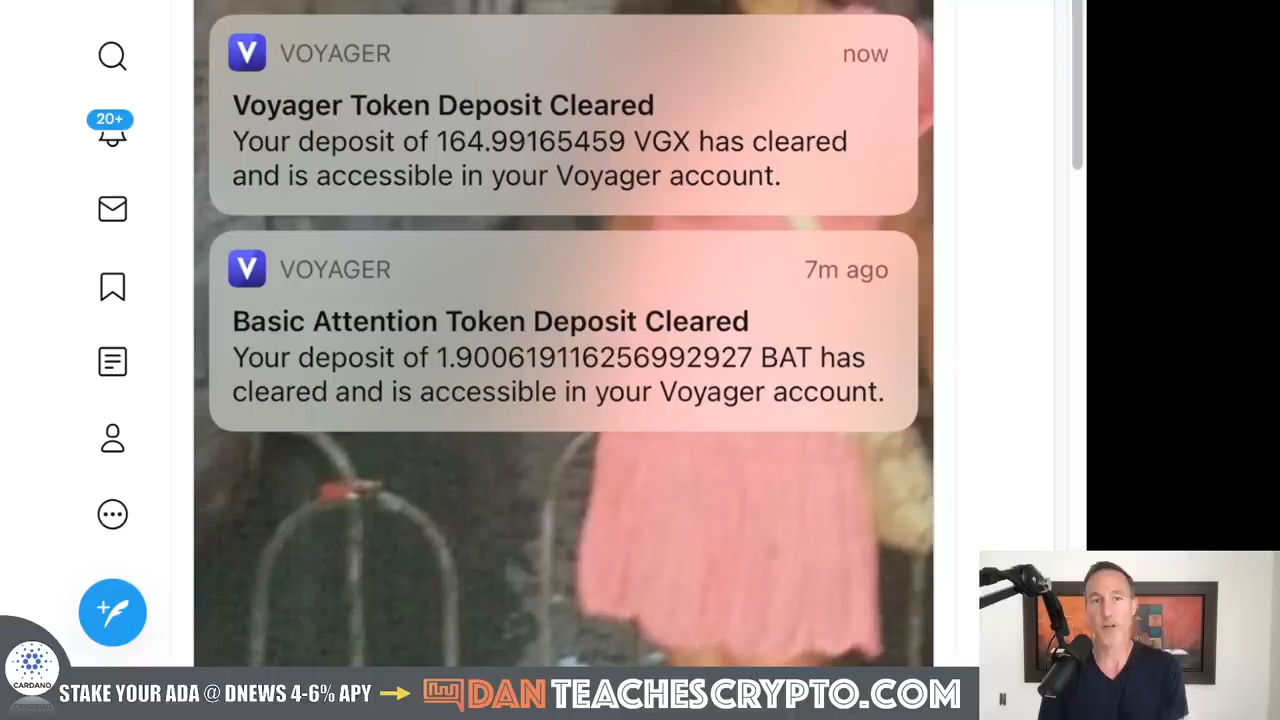 VOYAGER
now
Voyager Token Deposit Cleared
Your deposit of 164.99165459 VGX has cleared
and is accessible in your Voyager account.
20+
VOYAGER
7m ago
Basic Attention Token Deposit Cleared
Your deposit of 1.900619116256992927 BAT has
cleared and is accessible in your Voyager account.
CARDANO
STAKE YOUR ADA @ DNEWS 4-6% APY
DANTEACHESCRYPTO.COM